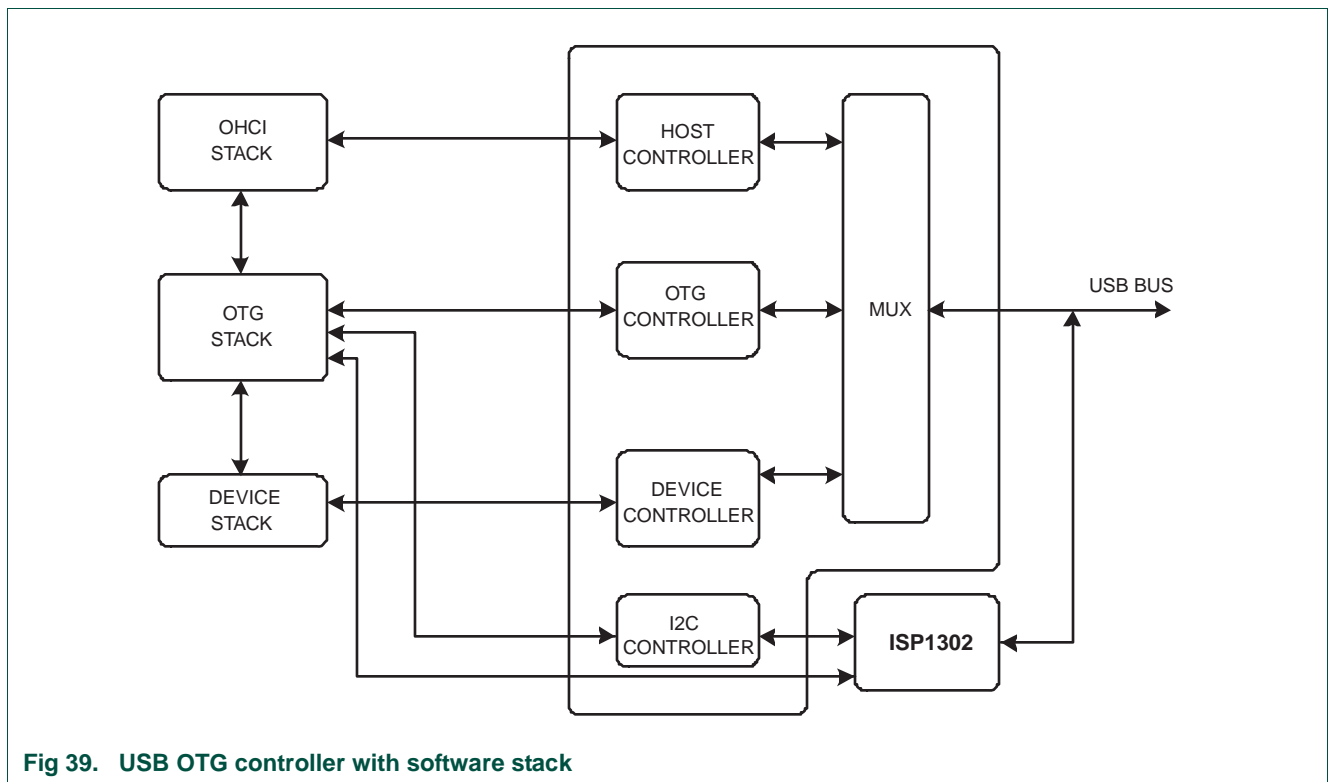 OHCI
STACK
HOST
CONTROLLER
OTG
STACK
OTG
CONTROLLER
MUX
USB BUS
DEVICE
STACK
DEVICE
CONTROLLER
I2C
CONTROLLER
ISP1302
Fig 39. USB OTG controller with software stack